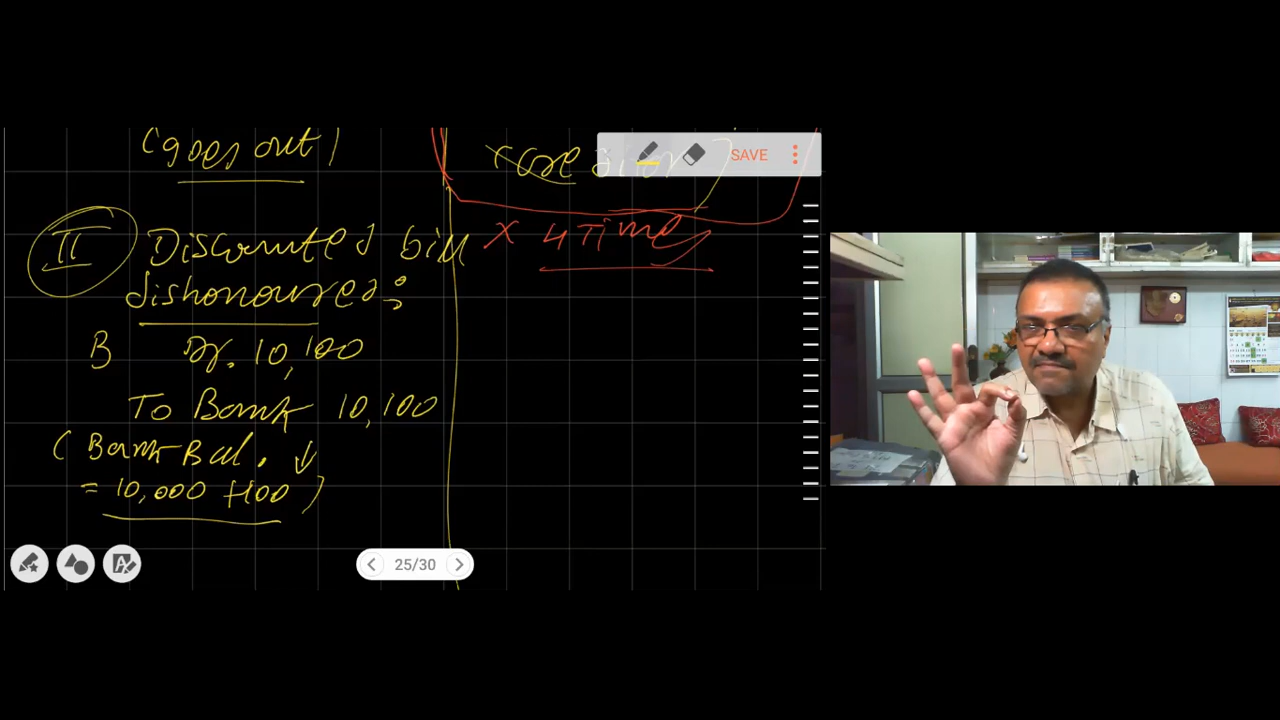 (goes out)
SAVE
x 4 Times
II Discounted bill
dishonoured:
B Dr. 10,100
To Bank 10,100
(Bank Bal. ↓
= 10,000 +100)
25/30